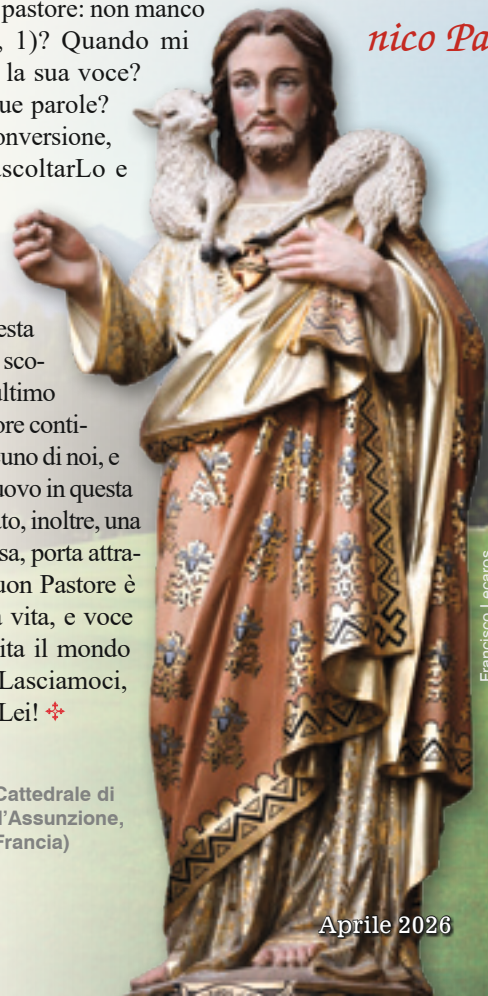 pastore: non manco
, 1)? Quando mi
la sua voce?
ue parole?
onversione,
scoltarLo e
nico Pa
esta
sco-
ultimo
ore conti-
uno di noi, e
uovo in questa
to, inoltre, una
sa, porta attra-
uon Pastore è
a vita, e voce
ita il mondo
Lasciamoci,
Lei!
Cattedrale di
l'Assunzione,
Francia)
Francisco Lecaros
Aprile 2026